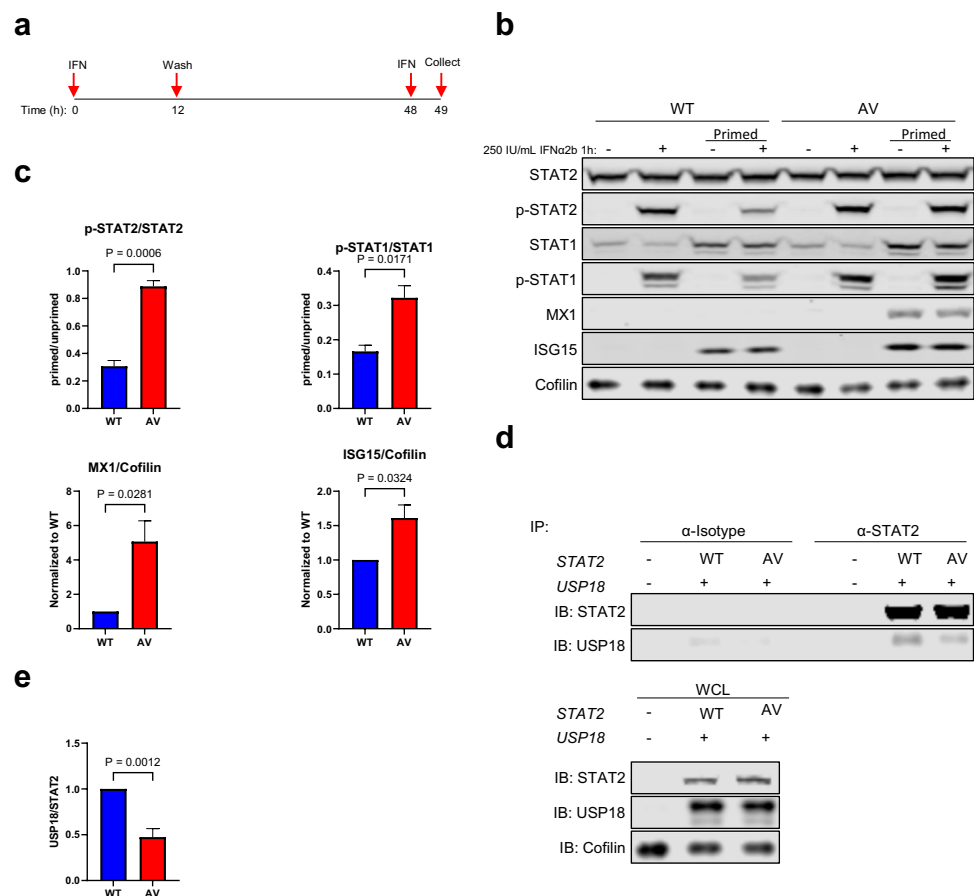 a
IFN Wash IFN Collect
Time (h): 0 12 48 49
b
WT AV
Primed Primed
250 IU/mL IFNα2b 1h: - + - + - + - +
STAT2
p-STAT2
STAT1
p-STAT1
MX1
ISG15
Cofilin
c
p-STAT2/STAT2
P = 0.0006
primed/unprimed
1.0
0.8
0.6
0.4
0.2
0.0
WT AV
p-STAT1/STAT1
P = 0.0171
primed/unprimed
0.4
0.3
0.2
0.1
0.0
WT AV
MX1/Cofilin
P = 0.0281
Normalized to WT
8
6
4
2
0
WT AV
ISG15/Cofilin
P = 0.0324
Normalized to WT
2.0
1.5
1.0
0.5
0.0
WT AV
d
IP:
α-Isotype α-STAT2
STAT2 - WT AV - WT AV
USP18 - + + - + +
IB: STAT2
IB: USP18
WCL
STAT2 - WT AV
USP18 - + +
IB: STAT2
IB: USP18
IB: Cofilin
e
P = 0.0012
USP18/STAT2
1.5
1.0
0.5
0.0
WT AV